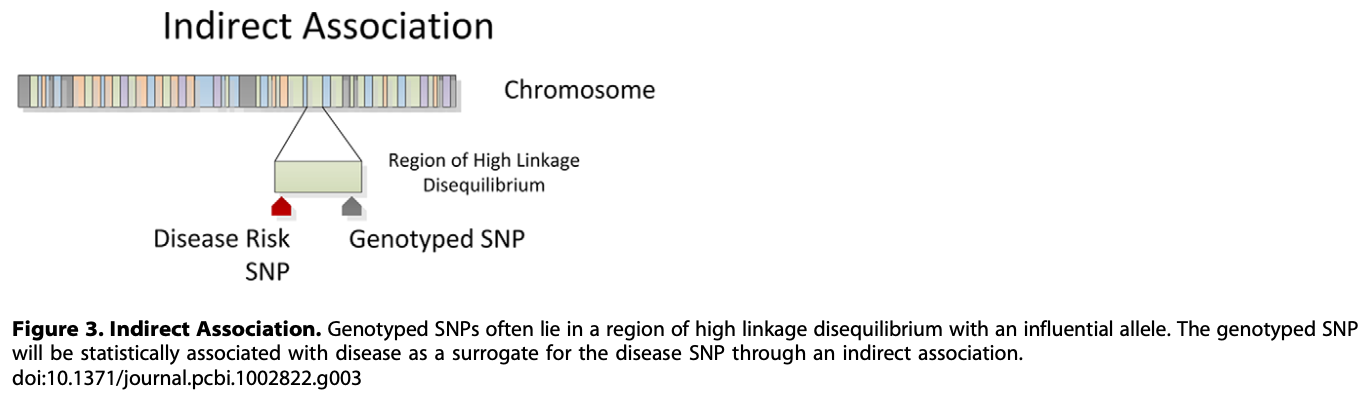 Indirect Association
Chromosome
Region of High Linkage
Disequilibrium
Disease Risk
SNP
Genotyped SNP
Figure 3. Indirect Association. Genotyped SNPs often lie in a region of high linkage disequilibrium with an influential allele. The genotyped SNP
will be statistically associated with disease as a surrogate for the disease SNP through an indirect association.
doi:10.1371/journal.pcbi.1002822.g003